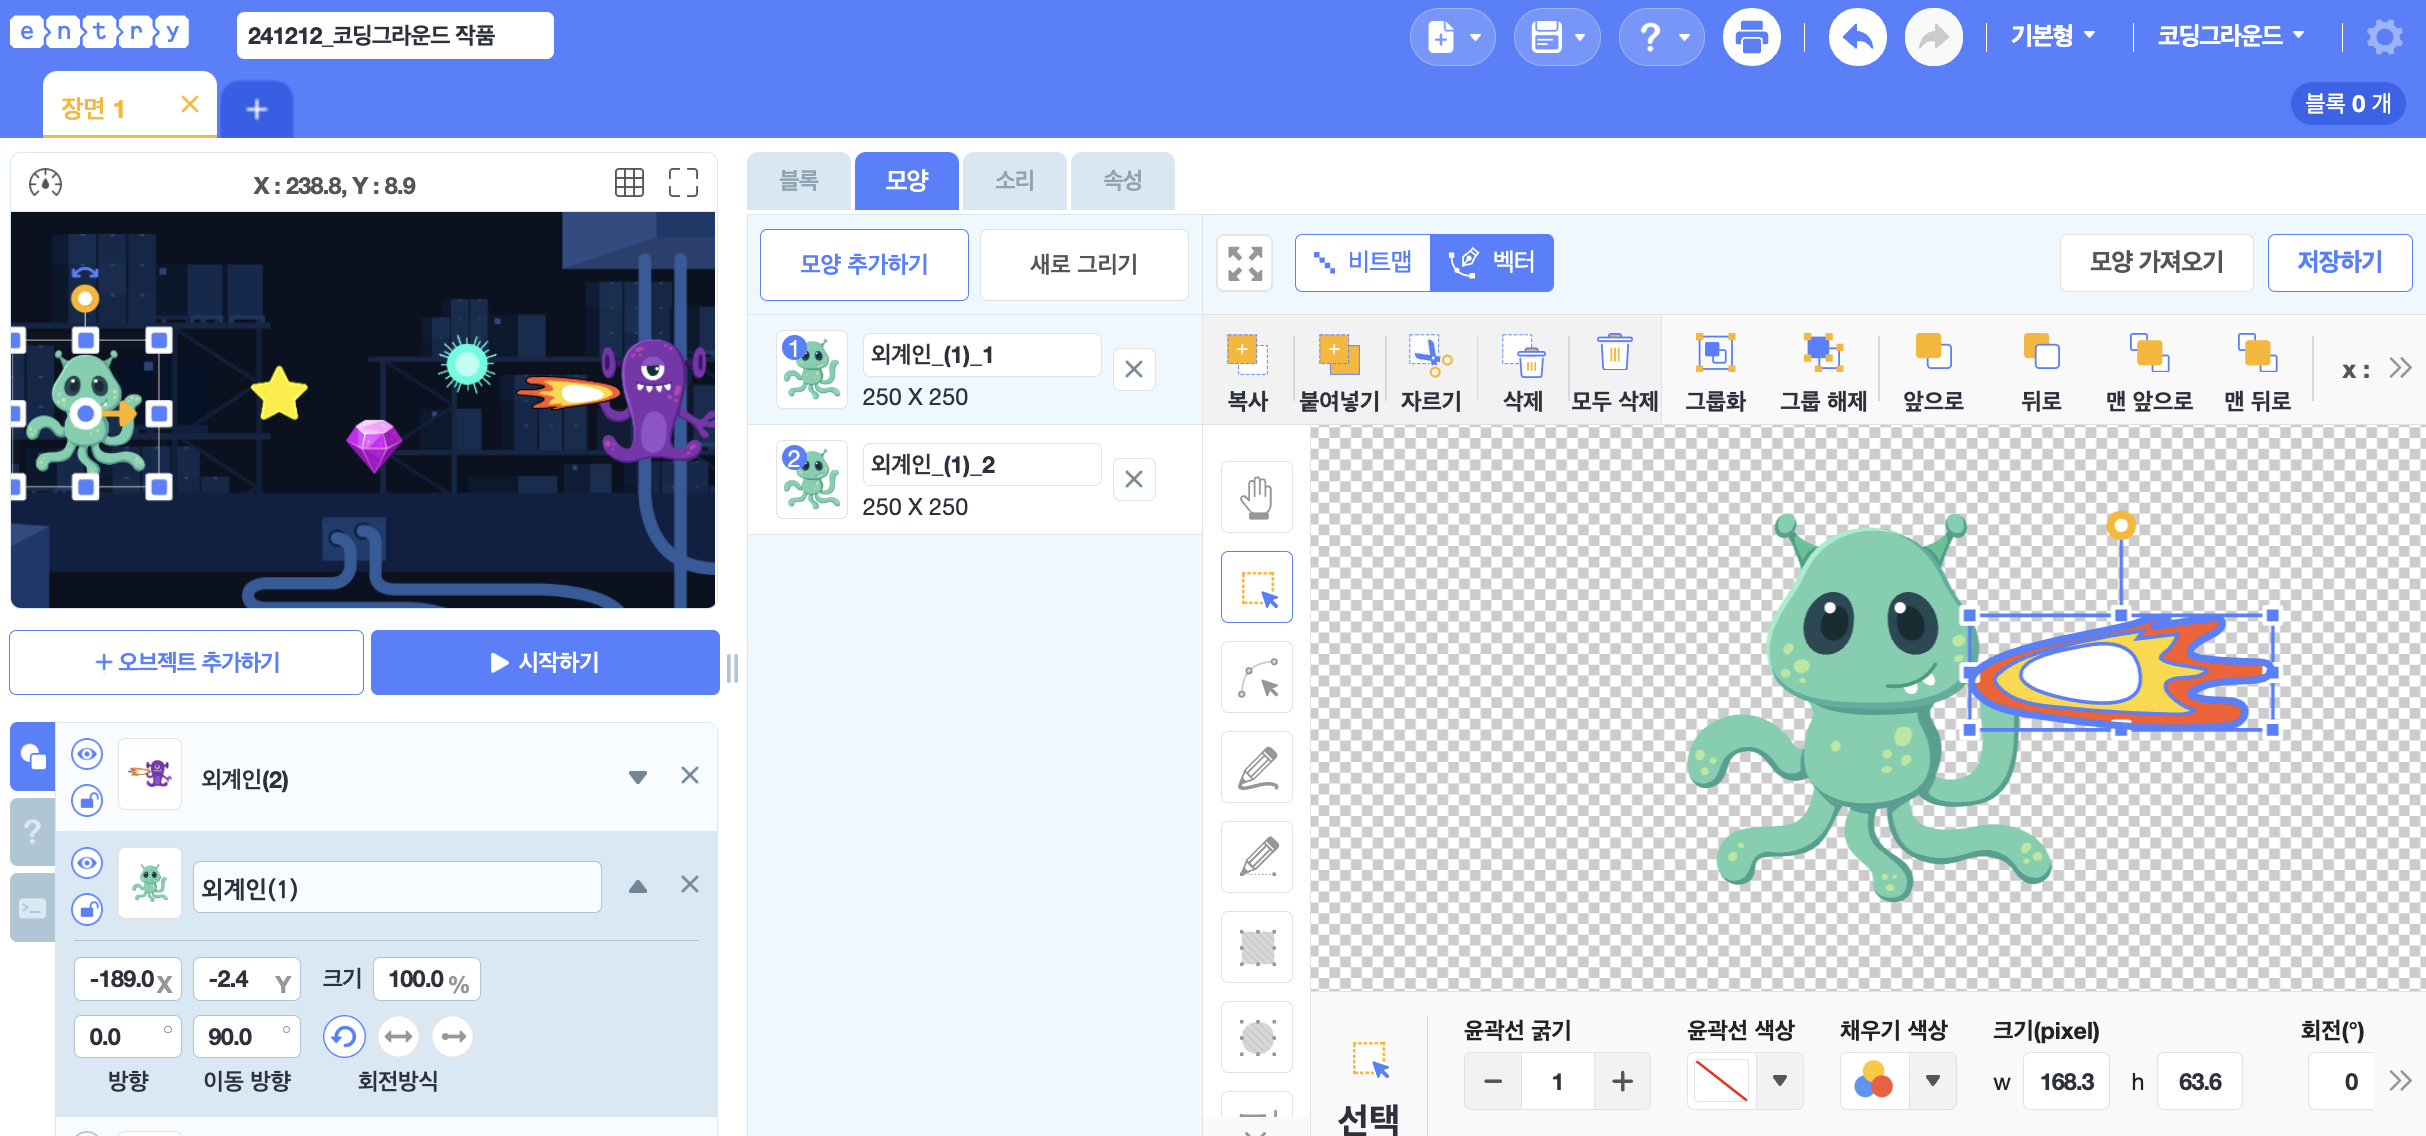 entry
241212_코딩그라운드 작품
기본형
코딩그라운드
장면 1
블록 0 개
X : 238.8, Y : 8.9
블록
모양
소리
속성
모양 추가하기
새로 그리기
비트맵
벡터
모양 가져오기
저장하기
1
외계인_(1)_1
250 X 250
2
외계인_(1)_2
250 X 250
복사
붙여넣기
자르기
삭제
모두 삭제
그룹화
그룹 해제
앞으로
뒤로
맨 앞으로
맨 뒤로
x :
+ 오브젝트 추가하기
시작하기
외계인(2)
외계인(1)
-189.0 X
-2.4 Y
크기
100.0 %
0.0 °
90.0 °
방향
이동 방향
회전방식
선택
윤곽선 굵기
1
윤곽선 색상
채우기 색상
크기(pixel)
w 168.3
h 63.6
회전(°)
0